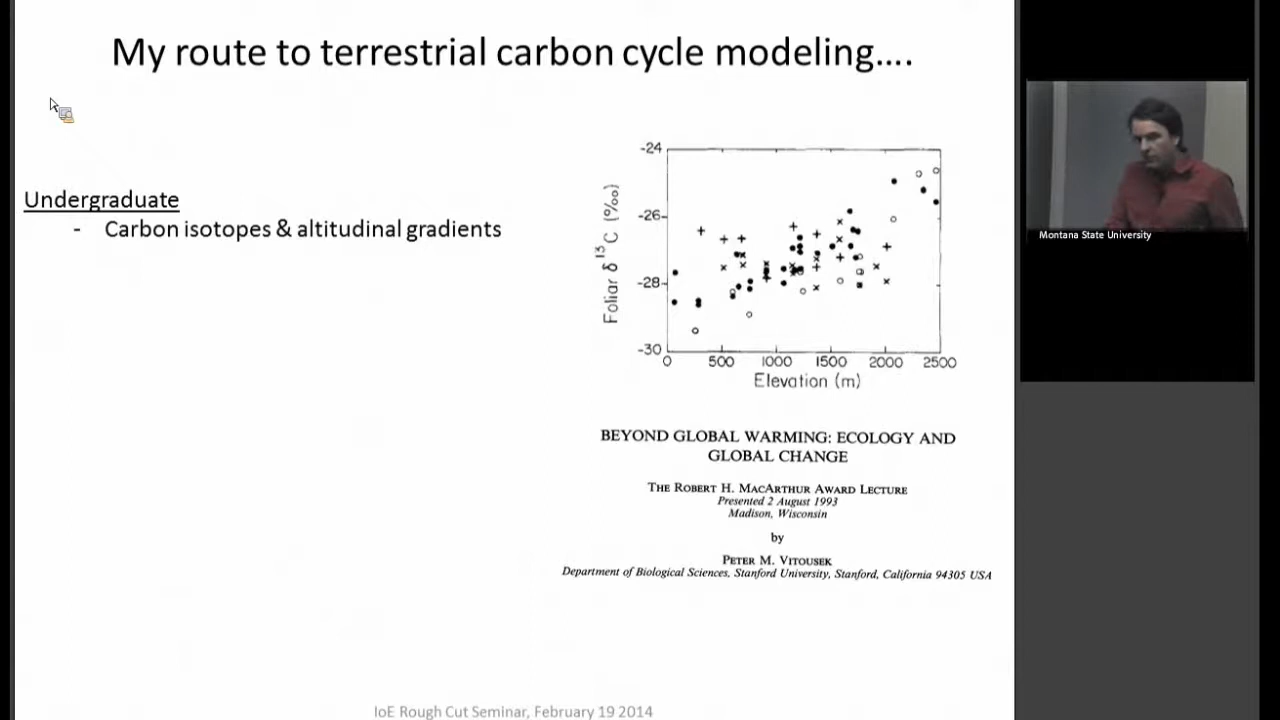 My route to terrestrial carbon cycle modeling....
Undergraduate
- Carbon isotopes & altitudinal gradients
-24
-26
-28
-30
Foliar δ 13 C (‰)
0 500 1000 1500 2000 2500
Elevation (m)
BEYOND GLOBAL WARMING: ECOLOGY AND
GLOBAL CHANGE
THE ROBERT H. MACARTHUR AWARD LECTURE
Presented 2 August 1993
Madison, Wisconsin
by
PETER M. VITOUSEK
Department of Biological Sciences, Stanford University, Stanford, California 94305 USA
IoE Rough Cut Seminar, February 19 2014
Montana State University